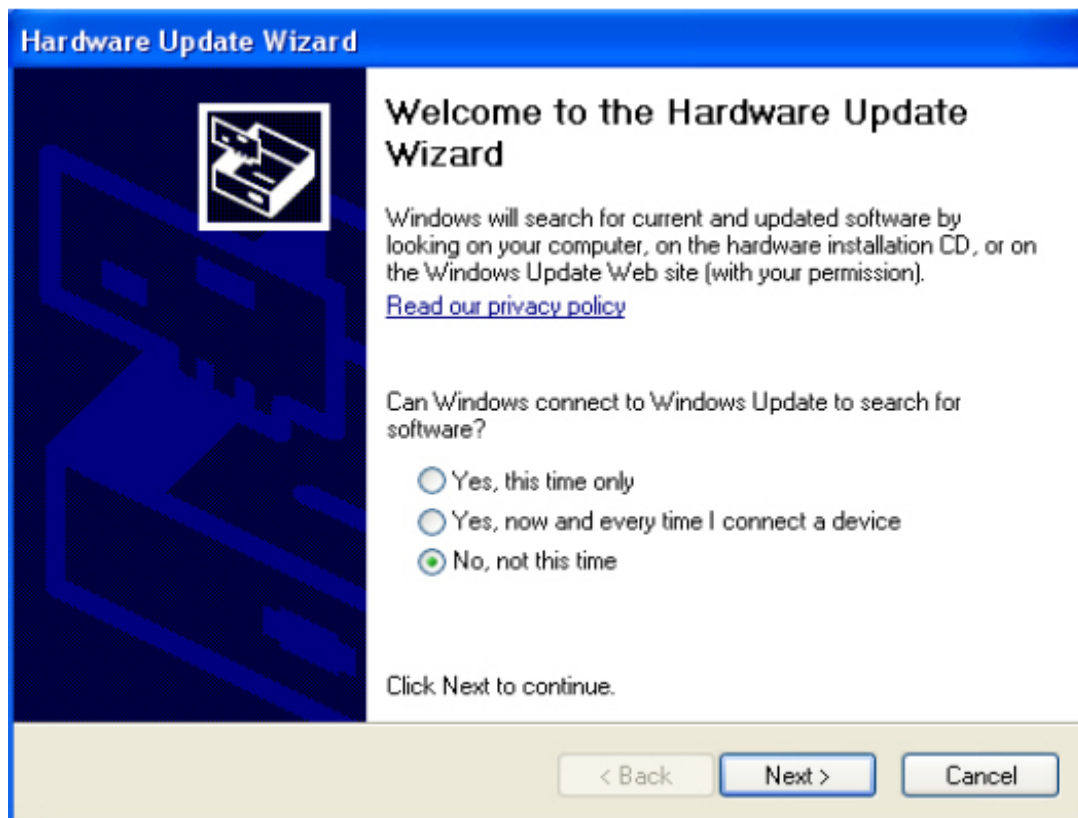 Hardware Update Wizard
Welcome to the Hardware Update
Wizard
Windows will search for current and updated software by
looking on your computer, on the hardware installation CD, or on
the Windows Update Web site (with your permission).
Read our privacy policy
Can Windows connect to Windows Update to search for
software?
Yes, this time only
Yes, now and every time I connect a device
No, not this time
Click Next to continue.
< Back
Next >
Cancel